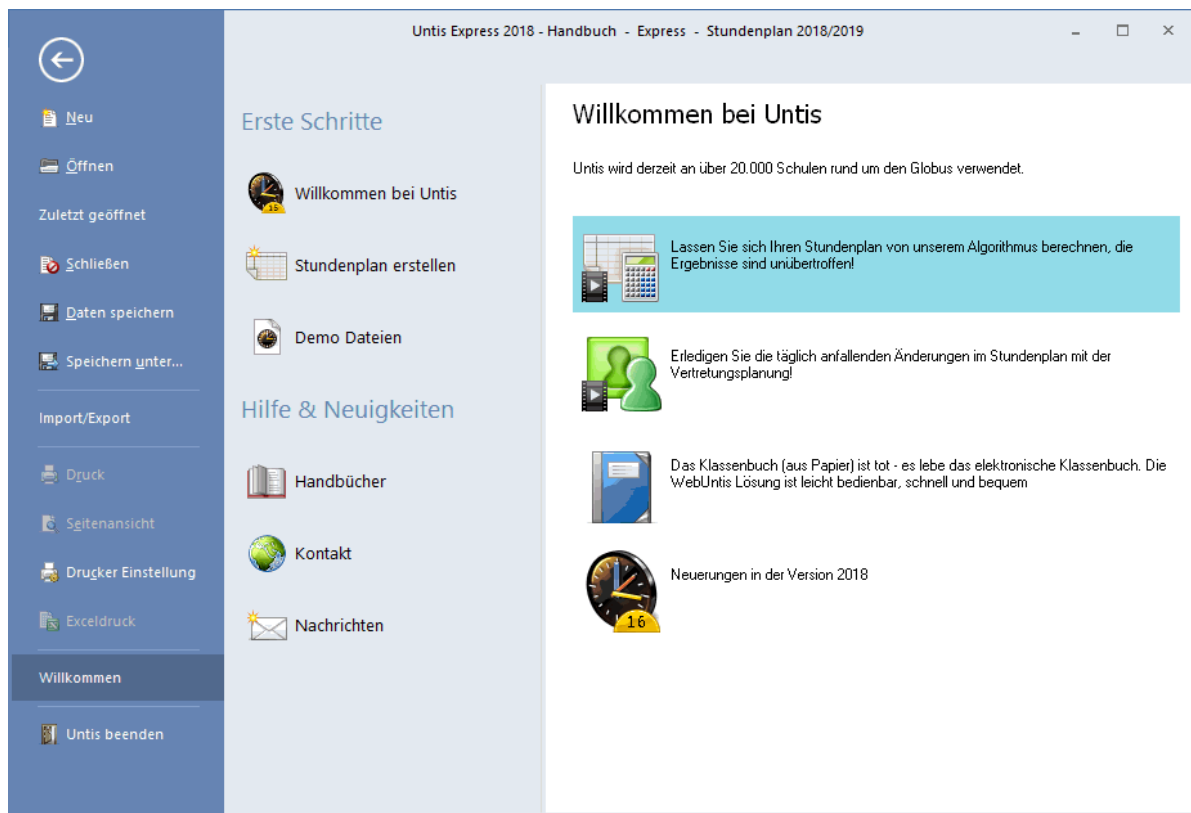 Untis Express 2018 - Handbuch - Express - Stundenplan 2018/2019
Neu
Öffnen
Zuletzt geöffnet
Schließen
Daten speichern
Speichern unter...
Import/Export
Druck
Seitenansicht
Drucker Einstellung
Exceldruck
Willkommen
Untis beenden
Erste Schritte
Willkommen bei Untis
Stundenplan erstellen
Demo Dateien
Hilfe & Neuigkeiten
Handbücher
Kontakt
Nachrichten
Willkommen bei Untis
Untis wird derzeit an über 20.000 Schulen rund um den Globus verwendet.
Lassen Sie sich Ihren Stundenplan von unserem Algorithmus berechnen, die
Ergebnisse sind unübertroffen!
Erledigen Sie die täglich anfallenden Änderungen im Stundenplan mit der
Vertretungsplanung!
Das Klassenbuch (aus Papier) ist tot - es lebe das elektronische Klassenbuch. Die
WebUntis Lösung ist leicht bedienbar, schnell und bequem
Neuerungen in der Version 2018
16
16